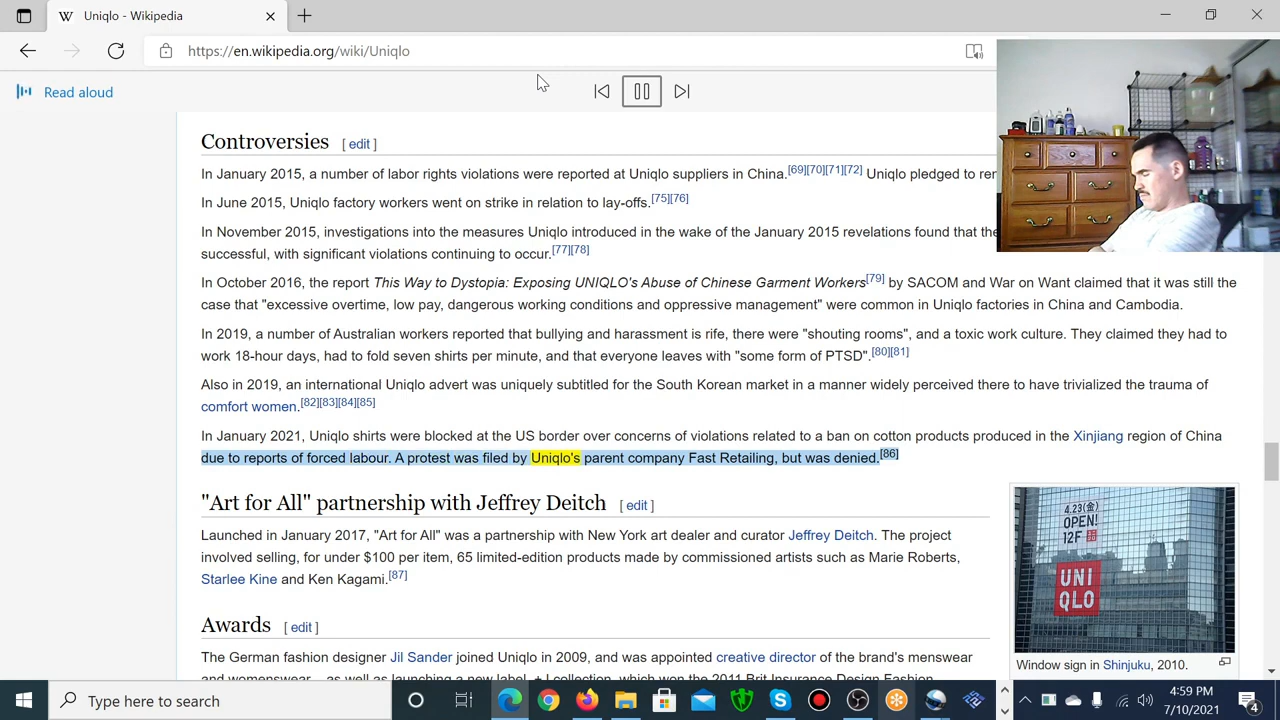 Uniqlo - Wikipedia
https://en.wikipedia.org/wiki/Uniqlo
Read aloud
Controversies [ edit ]
In January 2015, a number of labor rights violations were reported at Uniqlo suppliers in China.[69][70][71][72] Uniqlo pledged to
In June 2015, Uniqlo factory workers went on strike in relation to lay-offs.[75][76]
In November 2015, investigations into the measures Uniqlo introduced in the wake of the January 2015 revelations found that
successful, with significant violations continuing to occur.[77][78]
In October 2016, the report This Way to Dystopia: Exposing UNIQLO's Abuse of Chinese Garment Workers[79] by SACOM and War on Want claimed that it was still the
case that "excessive overtime, low pay, dangerous working conditions and oppressive management" were common in Uniqlo factories in China and Cambodia.
In 2019, a number of Australian workers reported that bullying and harassment is rife, there were "shouting rooms", and a toxic work culture. They claimed they had to
work 18-hour days, had to fold seven shirts per minute, and that everyone leaves with "some form of PTSD".[80][81]
Also in 2019, an international Uniqlo advert was uniquely subtitled for the South Korean market in a manner widely perceived there to have trivialized the trauma of
comfort women.[82][83][84][85]
In January 2021, Uniqlo shirts were blocked at the US border over concerns of violations related to a ban on cotton products produced in the Xinjiang region of China
due to reports of forced labour. A protest was filed by Uniqlo's parent company Fast Retailing, but was denied.[86]
"Art for All" partnership with Jeffrey Deitch [ edit ]
Launched in January 2017, "Art for All" was a partnership with New York art dealer and curator Jeffrey Deitch. The project
involved selling, for under $100 per item, 65 limited-edition products made by commissioned artists such as Marie Roberts,
Starlee Kine and Ken Kagami.[87]
4.23(金)
OPEN!
12F
UNI
QLO
Window sign in Shinjuku, 2010.
Awards [ edit ]
The German fashion designer Jil Sander joined Uniqlo in 2009, and was appointed creative director of the brand's menswear
and womenswear, as well as launching a new label, +J collection, which won the 2011 Brit Insurance Design Fashion
Type here to search
4:59 PM
7/10/2021
4